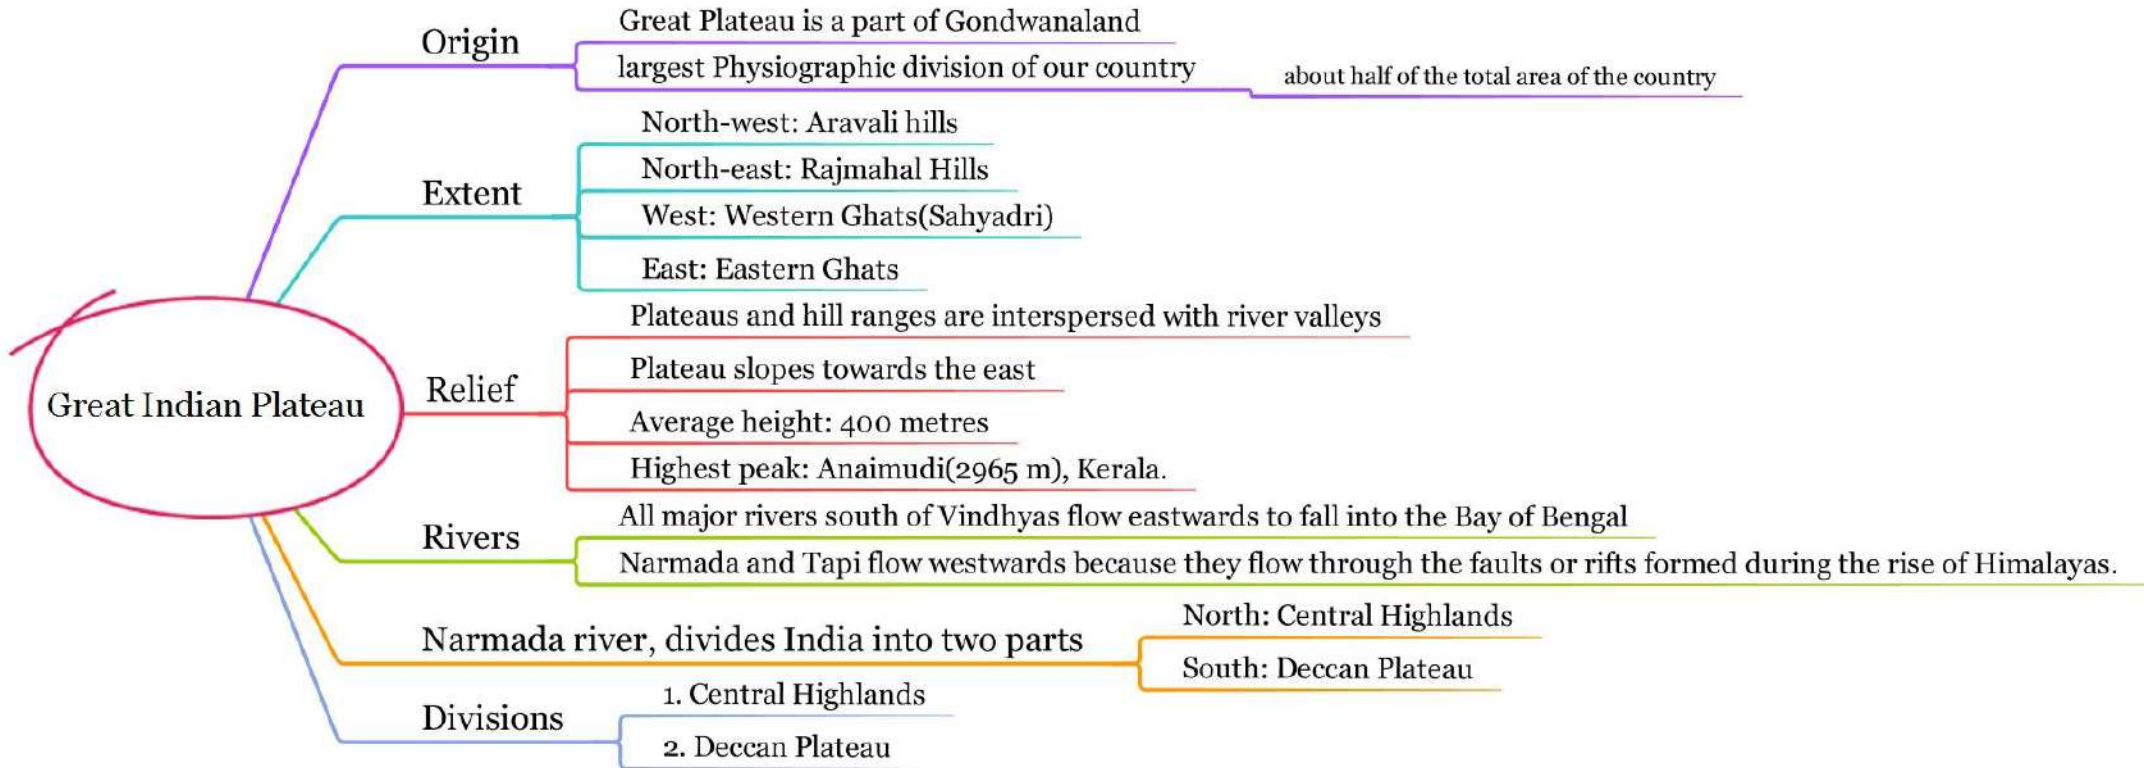 Great Indian Plateau
Origin
Great Plateau is a part of Gondwanaland
largest Physiographic division of our country
about half of the total area of the country
Extent
North-west: Aravali hills
North-east: Rajmahal Hills
West: Western Ghats(Sahyadri)
East: Eastern Ghats
Relief
Plateaus and hill ranges are interspersed with river valleys
Plateau slopes towards the east
Average height: 400 metres
Highest peak: Anaimudi(2965 m), Kerala.
Rivers
All major rivers south of Vindhyas flow eastwards to fall into the Bay of Bengal
Narmada and Tapi flow westwards because they flow through the faults or rifts formed during the rise of Himalayas.
Narmada river, divides India into two parts
North: Central Highlands
South: Deccan Plateau
Divisions
1. Central Highlands
2. Deccan Plateau